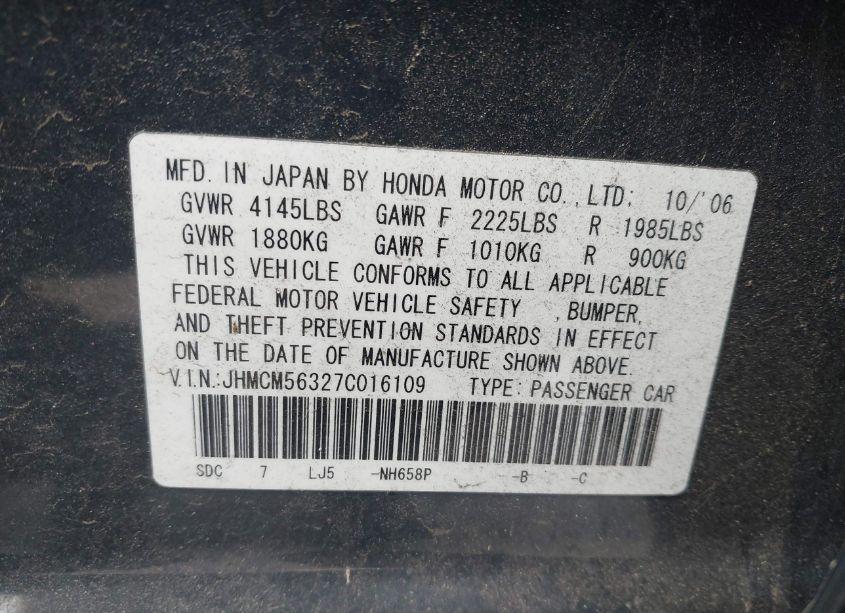 MFD. IN JAPAN BY HONDA MOTOR CO., LTD: 10/'06
GVWR 4145LBS GAWR F 2225LBS R 1985LBS
GVWR 1880KG GAWR F 1010KG R 900KG
THIS VEHICLE CONFORMS TO ALL APPLICABLE
FEDERAL MOTOR VEHICLE SAFETY , BUMPER,
AND THEFT PREVENTION STANDARDS IN EFFECT
ON THE DATE OF MANUFACTURE SHOWN ABOVE.
V.I.N.:JHMCM56327C016109 TYPE: PASSENGER CAR
SDC 7 LJ5 -NH658P -B -C